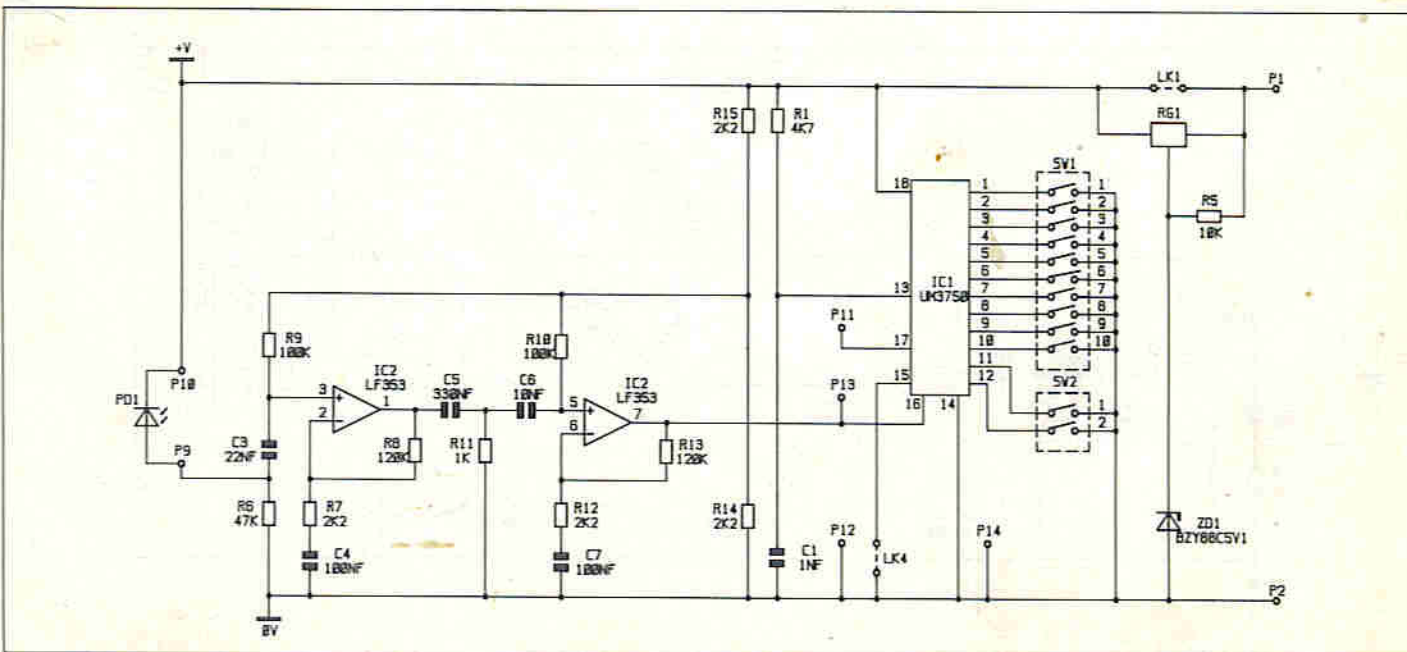 +V
LK1
P1
R15
2K2
R1
4K7
RG1
SW1
18
1
1
2
2
3
3
4
4
5
5
6
6
7
7
8
8
9
9
10
10
11
12
R5
10K
IC1
UM3750
13
17
15
16
14
P11
P13
R9
100K
R10
100K
P10
PD1
P9
3
2
1
IC2
LF353
C5
330NF
C6
10NF
5
6
7
IC2
LF353
SW2
1
2
C3
22NF
R8
120K
R11
1K
R13
120K
R6
47K
R7
2K2
R12
2K2
R14
2K2
C4
100NF
C7
100NF
C1
1NF
P12
LK4
P14
ZD1
BZY88C5V1
P2
0V